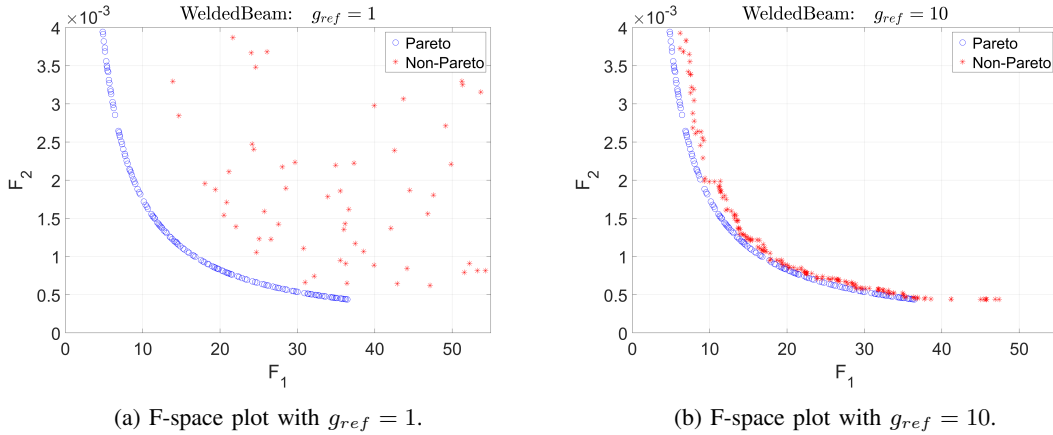 WeldedBeam: g_ref = 1
×10⁻³
4
3.5
3
2.5
2
1.5
1
0.5
0
F₂
Pareto
Non-Pareto
0 10 20 30 40 50
F₁
(a) F-space plot with g_ref = 1.
WeldedBeam: g_ref = 10
×10⁻³
4
3.5
3
2.5
2
1.5
1
0.5
0
F₂
Pareto
Non-Pareto
0 10 20 30 40 50
F₁
(b) F-space plot with g_ref = 10.